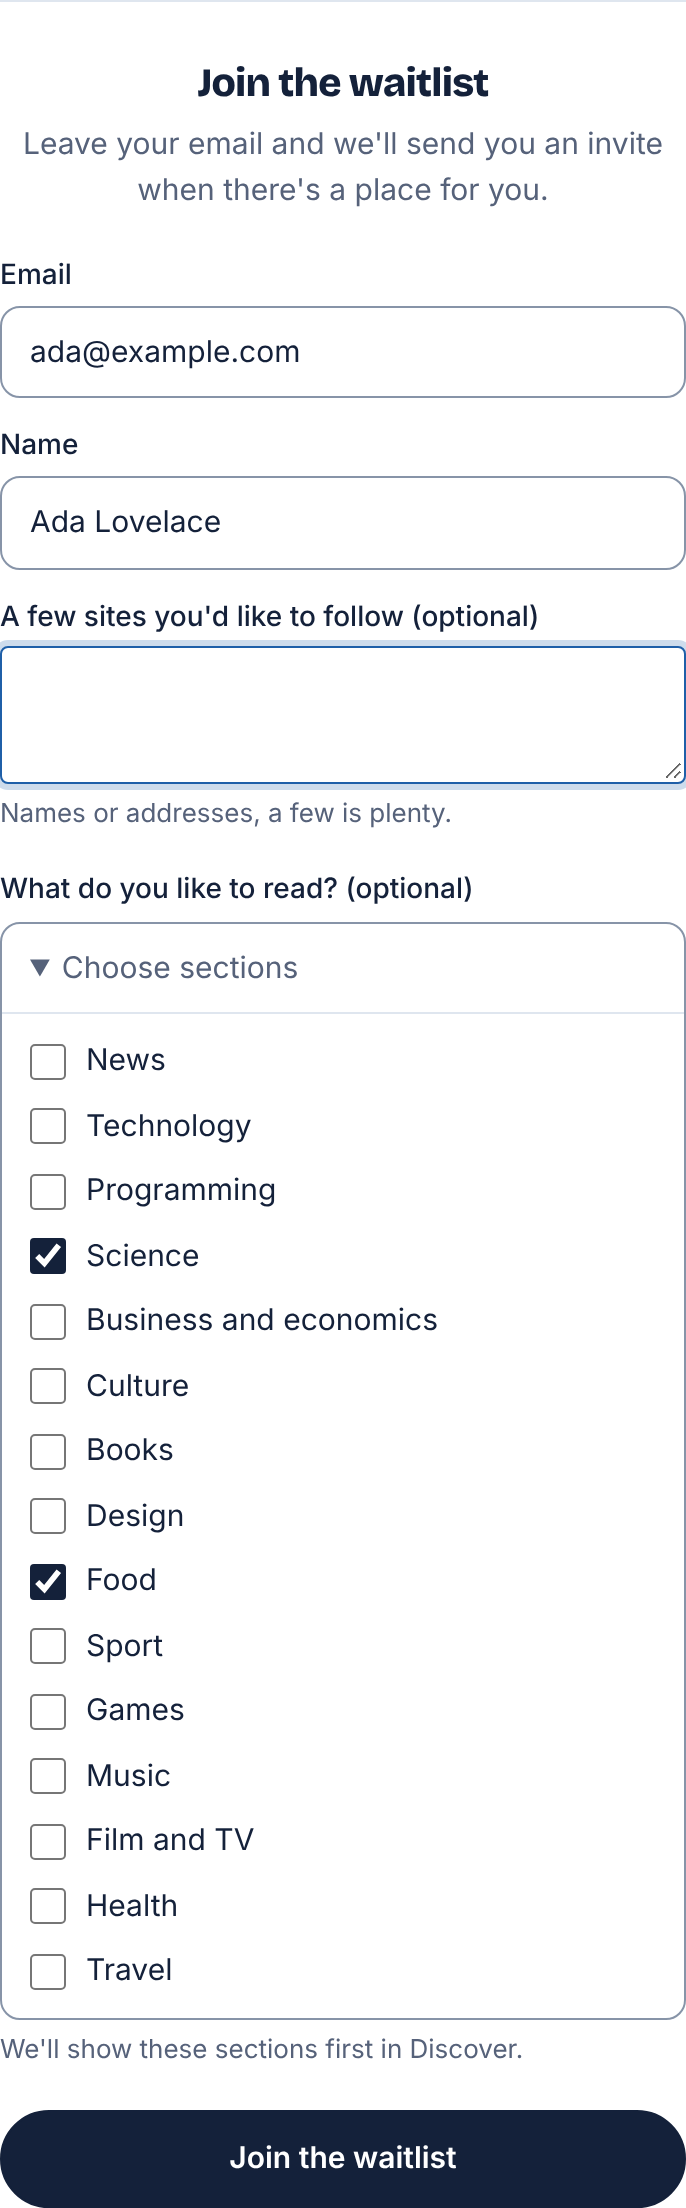 Join the waitlist
Leave your email and we'll send you an invite
when there's a place for you.
Email
ada@example.com
Name
Ada Lovelace
A few sites you'd like to follow (optional)
Names or addresses, a few is plenty.
What do you like to read? (optional)
Choose sections
News
Technology
Programming
Science
Business and economics
Culture
Books
Design
Food
Sport
Games
Music
Film and TV
Health
Travel
We'll show these sections first in Discover.
Join the waitlist